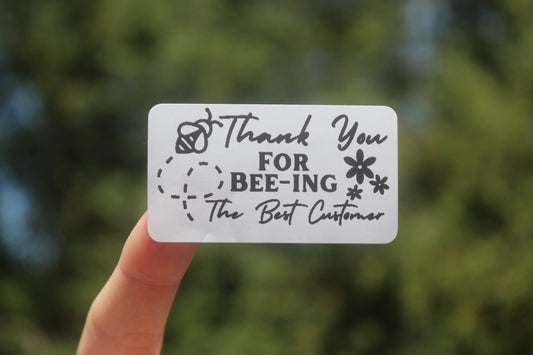 Thank You
FOR
BEE-ING
The Best Customer